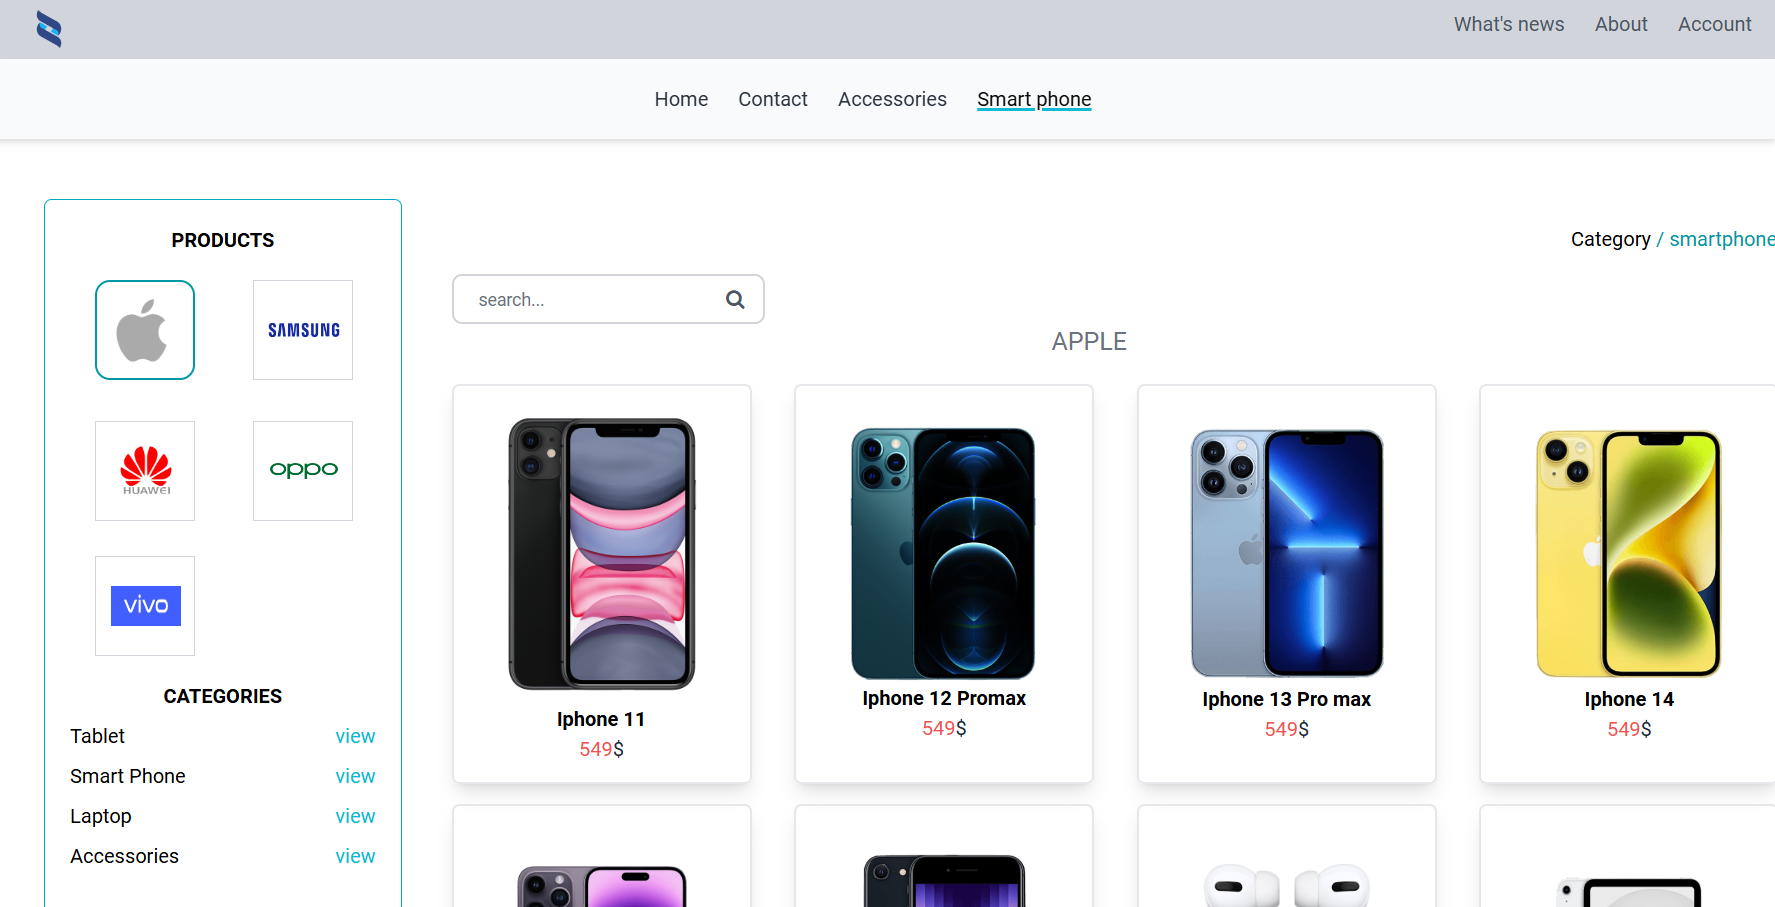 What's news About Account
Home Contact Accessories Smart phone
PRODUCTS
SAMSUNG
HUAWEI
oppo
vivo
CATEGORIES
Tablet view
Smart Phone view
Laptop view
Accessories view
Category / smartphone
search...
APPLE
Iphone 11
549$
Iphone 12 Promax
549$
Iphone 13 Pro max
549$
Iphone 14
549$